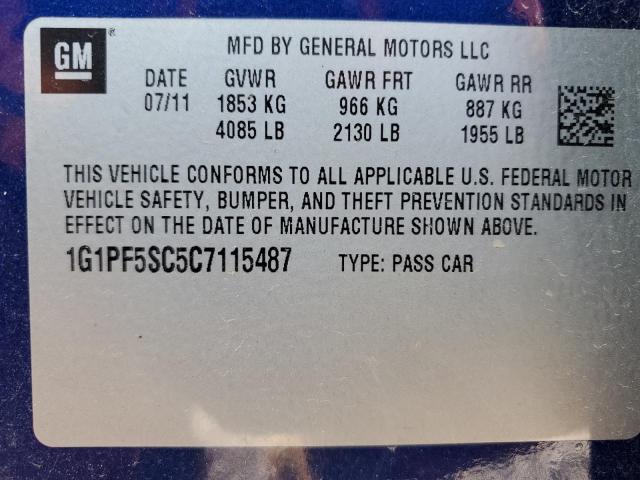 GM ®
MFD BY GENERAL MOTORS LLC
DATE GVWR GAWR FRT GAWR RR
07/11 1853 KG 966 KG 887 KG
4085 LB 2130 LB 1955 LB
THIS VEHICLE CONFORMS TO ALL APPLICABLE U.S. FEDERAL MOTOR
VEHICLE SAFETY, BUMPER, AND THEFT PREVENTION STANDARDS IN
EFFECT ON THE DATE OF MANUFACTURE SHOWN ABOVE.
1G1PF5SC5C7115487 TYPE: PASS CAR